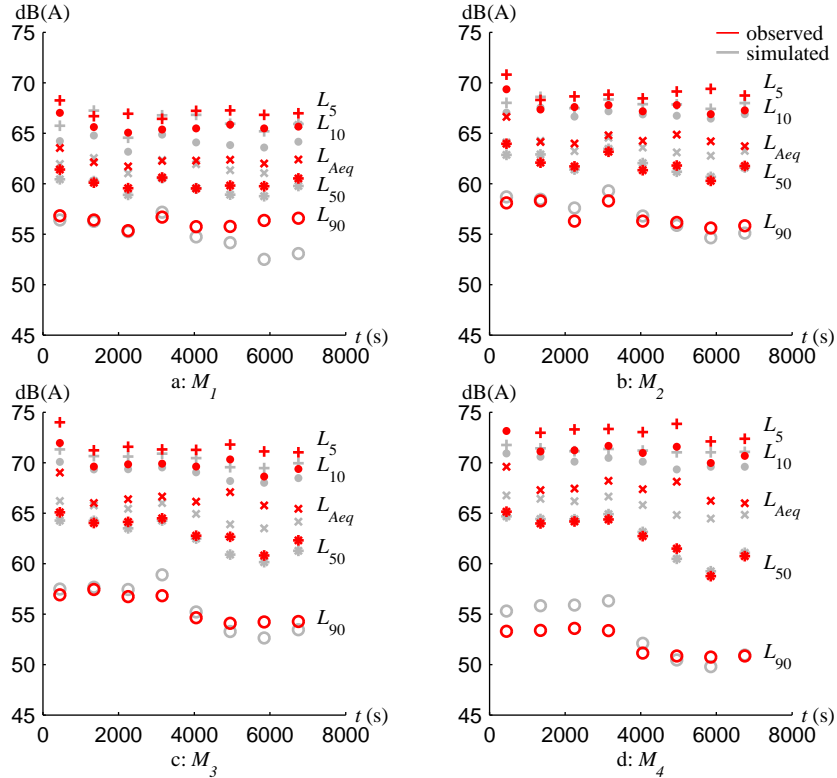 dB(A)
75
70
65
60
55
50
45
0
2000
4000
6000
8000
t (s)
L5
L10
LAeq
L50
L90
a: M1
dB(A)
75
70
65
60
55
50
45
0
2000
4000
6000
8000
t (s)
observed
simulated
L5
L10
LAeq
L50
L90
b: M2
dB(A)
75
70
65
60
55
50
45
0
2000
4000
6000
8000
t (s)
L5
L10
LAeq
L50
L90
c: M3
dB(A)
75
70
65
60
55
50
45
0
2000
4000
6000
8000
t (s)
L5
L10
LAeq
L50
L90
d: M4